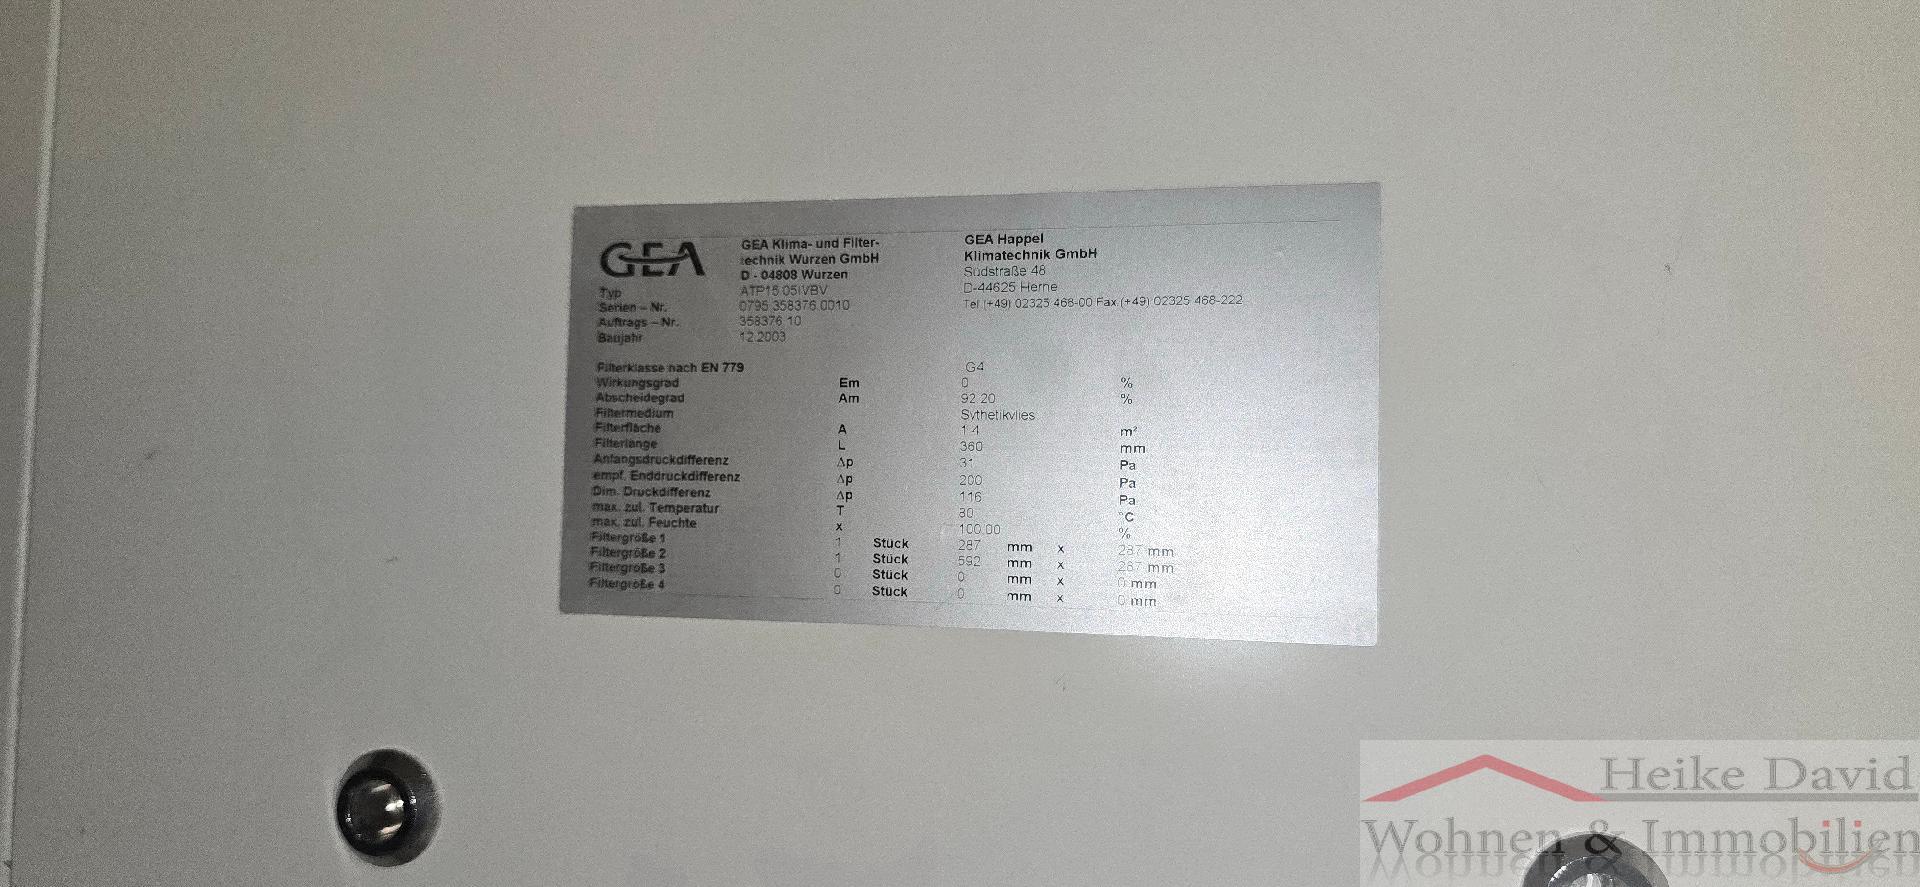 GEA
GEA Klima- und Filter-
technik Wurzen GmbH
D - 04808 Wurzen
GEA Happel
Klimatechnik GmbH
Südstraße 48
D-44625 Herne
Tel.(+49) 02325 468-00 Fax.(+49) 02325 468-222
Typ ATP15.05IVBV
Serien - Nr. 0795.358376.0010
Auftrags - Nr. 358376.10
Baujahr 12.2003
Filterklasse nach EN 779 G4
Wirkungsgrad Em 0 %
Abscheidegrad Am 92.20 %
Filtermedium Sythetikvlies
Filterfläche A 1.4 m²
Filterlänge L 360 mm
Anfangsdruckdifferenz Δp 31 Pa
empf. Enddruckdifferenz Δp 200 Pa
Dim. Druckdifferenz Δp 116 Pa
max. zul. Temperatur T 80 °C
max. zul. Feuchte x 100.00 %
Filtergröße 1 1 Stück 287 mm x 287 mm
Filtergröße 2 1 Stück 592 mm x 287 mm
Filtergröße 3 0 Stück 0 mm x 0 mm
Filtergröße 4 0 Stück 0 mm x 0 mm
Heike David
Wohnen & Immobilien